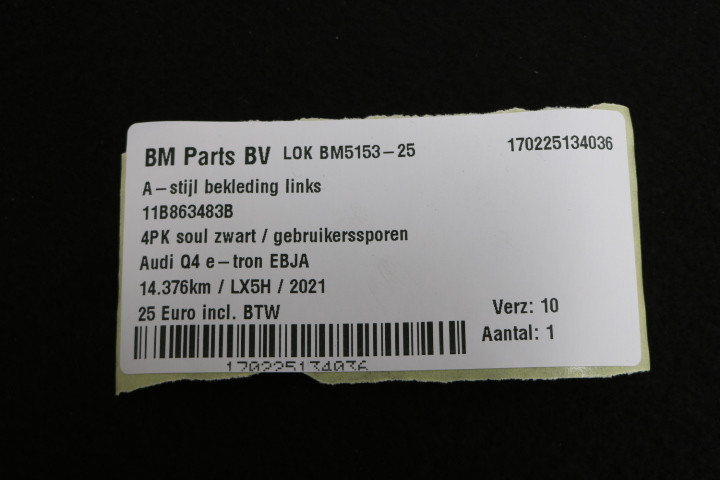 BM Parts BV LOK BM5153-25 170225134036
A-stijl bekleding links
11B863483B
4PK soul zwart / gebruikerssporen
Audi Q4 e-tron EBJA
14.376km / LX5H / 2021
25 Euro incl. BTW
Verz: 10
Aantal: 1
170225134036